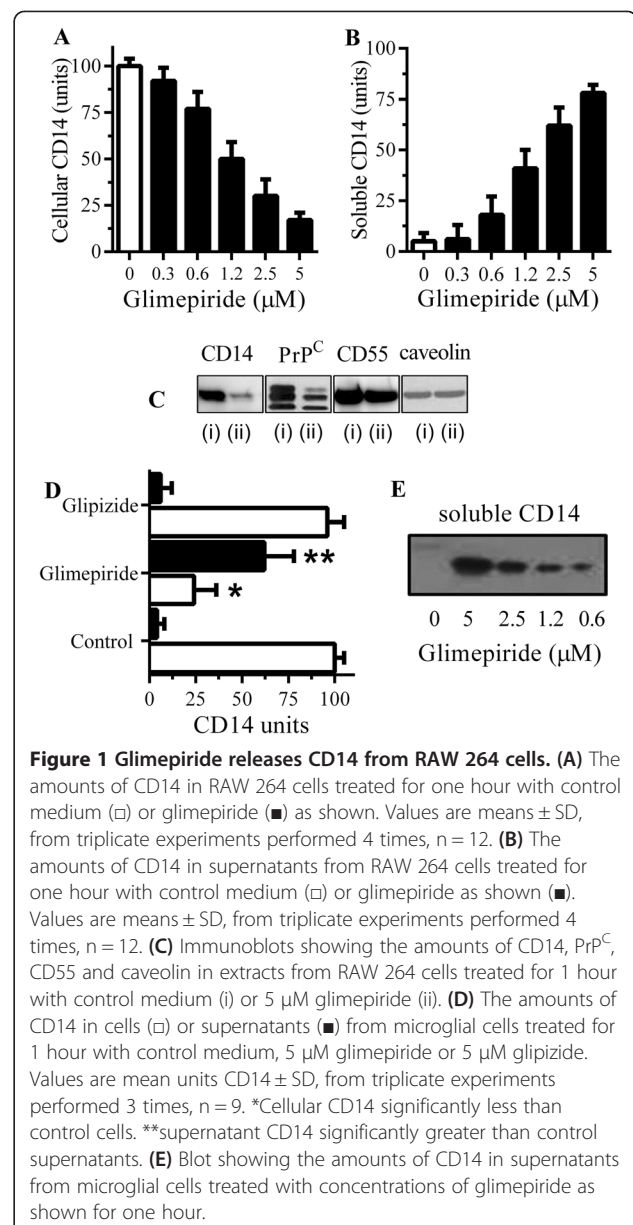 A
Cellular CD14 (units)
100
75
50
25
0
0 0.3 0.6 1.2 2.5 5
Glimepiride (μM)
B
Soluble CD14 (units)
100
75
50
25
0
0 0.3 0.6 1.2 2.5 5
Glimepiride (μM)
C
CD14 PrP^C CD55 caveolin
(i) (ii) (i) (ii) (i) (ii) (i) (ii)
D
Glipizide
Glimepiride
Control
**
*
0 25 50 75 100
CD14 units
E
soluble CD14
0 5 2.5 1.2 0.6
Glimepiride (μM)
Figure 1 Glimepiride releases CD14 from RAW 264 cells. (A) The
amounts of CD14 in RAW 264 cells treated for one hour with control
medium (□) or glimepiride (■) as shown. Values are means ± SD,
from triplicate experiments performed 4 times, n = 12. (B) The
amounts of CD14 in supernatants from RAW 264 cells treated for
one hour with control medium (□) or glimepiride as shown (■).
Values are means ± SD, from triplicate experiments performed 4
times, n = 12. (C) Immunoblots showing the amounts of CD14, PrP^C,
CD55 and caveolin in extracts from RAW 264 cells treated for 1 hour
with control medium (i) or 5 μM glimepiride (ii). (D) The amounts of
CD14 in cells (□) or supernatants (■) from microglial cells treated for
1 hour with control medium, 5 μM glimepiride or 5 μM glipizide.
Values are mean units CD14 ± SD, from triplicate experiments
performed 3 times, n = 9. *Cellular CD14 significantly less than
control cells. **supernatant CD14 significantly greater than control
supernatants. (E) Blot showing the amounts of CD14 in supernatants
from microglial cells treated with concentrations of glimepiride as
shown for one hour.